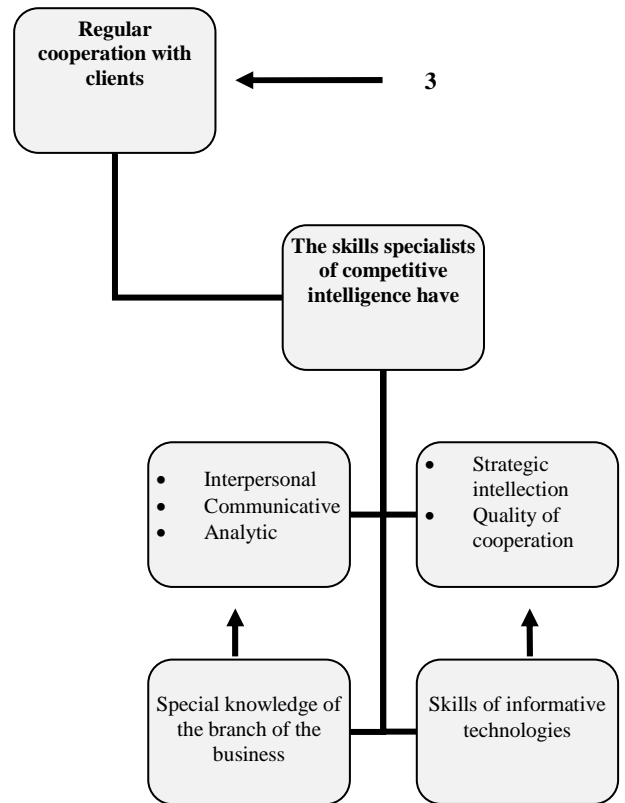 Regular
cooperation with
clients
3
The skills specialists
of competitive
intelligence have
• Interpersonal
• Communicative
• Analytic
• Strategic
intellection
• Quality of
cooperation
Special knowledge of
the branch of the
business
Skills of informative
technologies